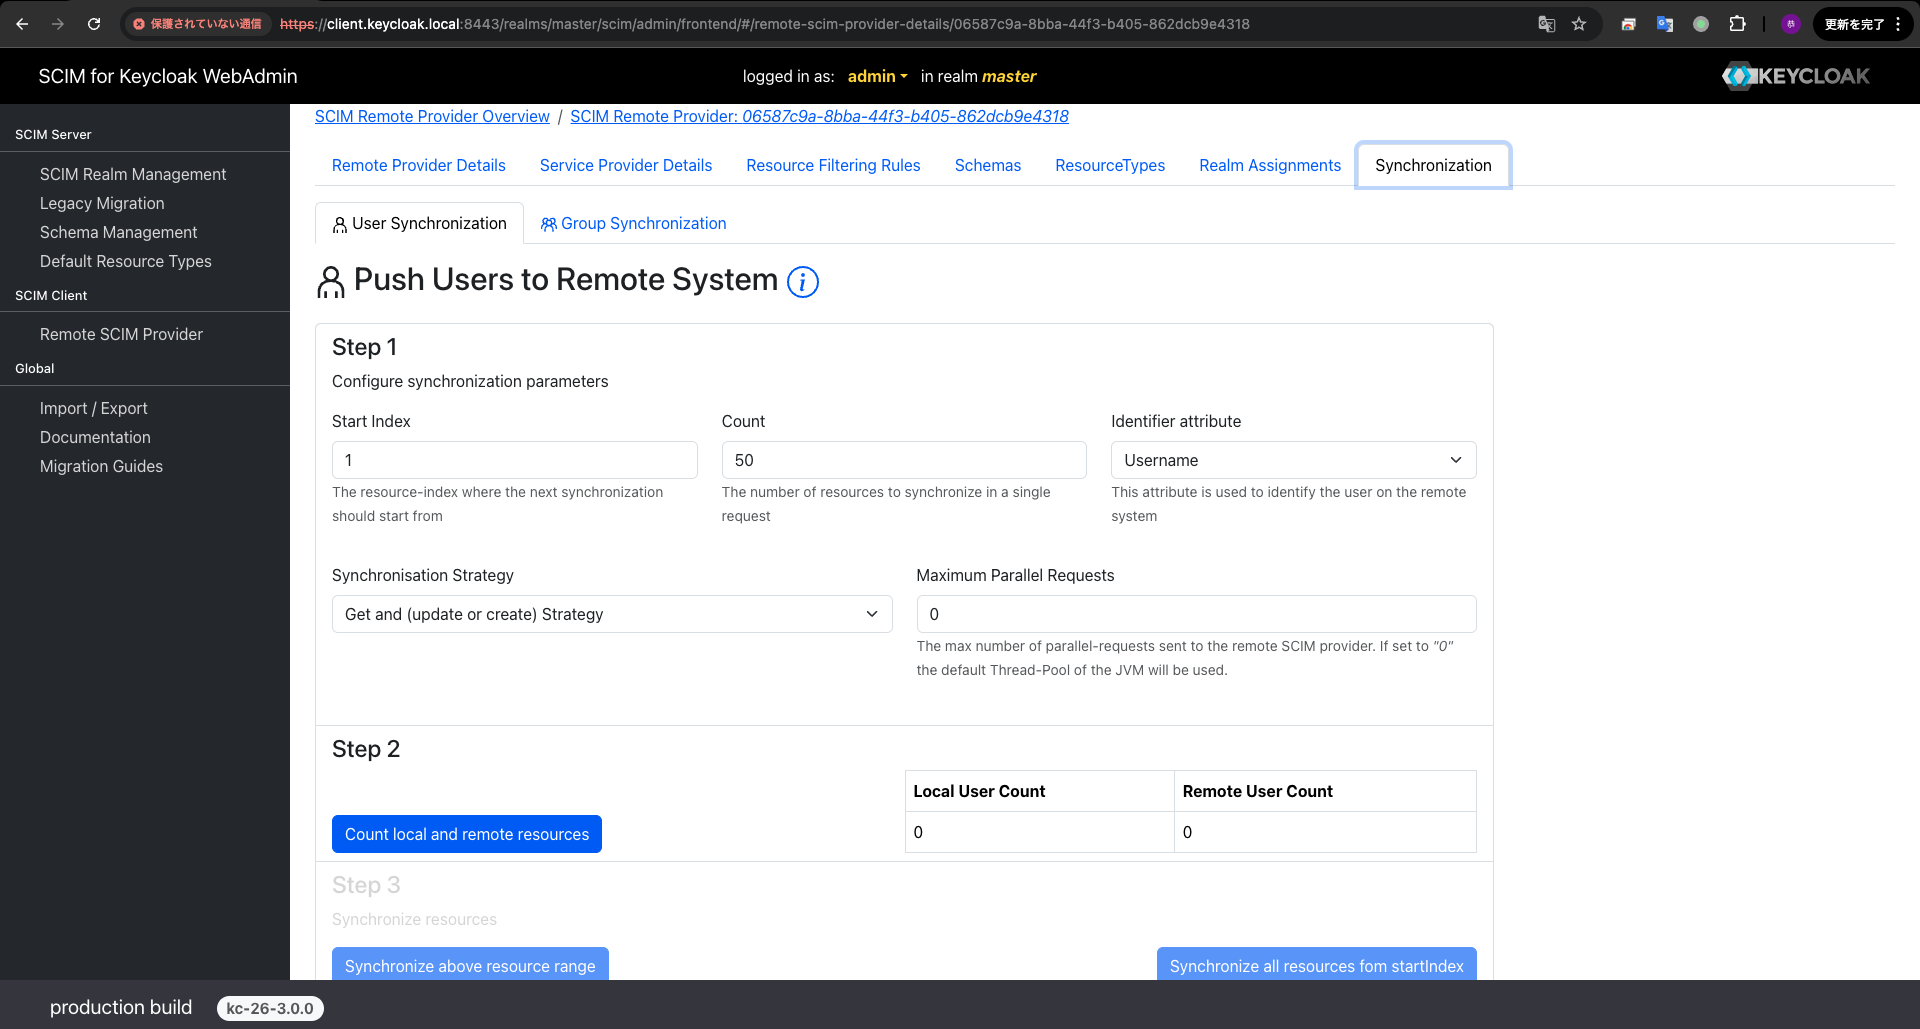 保護されていない通信 https://client.keycloak.local:8443/realms/master/scim/admin/frontend/#/remote-scim-provider-details/06587c9a-8bba-44f3-b405-862dcb9e4318 恭 更新を完了
SCIM for Keycloak WebAdmin logged in as: admin in realm master KEYCLOAK
SCIM Server
SCIM Realm Management
Legacy Migration
Schema Management
Default Resource Types
SCIM Client
Remote SCIM Provider
Global
Import / Export
Documentation
Migration Guides
SCIM Remote Provider Overview / SCIM Remote Provider: 06587c9a-8bba-44f3-b405-862dcb9e4318
Remote Provider Details Service Provider Details Resource Filtering Rules Schemas ResourceTypes Realm Assignments Synchronization
User Synchronization Group Synchronization
Push Users to Remote System i
Step 1
Configure synchronization parameters
Start Index
1
The resource-index where the next synchronization
should start from
Count
50
The number of resources to synchronize in a single
request
Identifier attribute
Username
This attribute is used to identify the user on the remote
system
Synchronisation Strategy
Get and (update or create) Strategy
Maximum Parallel Requests
0
The max number of parallel-requests sent to the remote SCIM provider. If set to "0"
the default Thread-Pool of the JVM will be used.
Step 2
Count local and remote resources
Local User Count Remote User Count
0 0
Step 3
Synchronize resources
Synchronize above resource range Synchronize all resources fom startIndex
production build kc-26-3.0.0